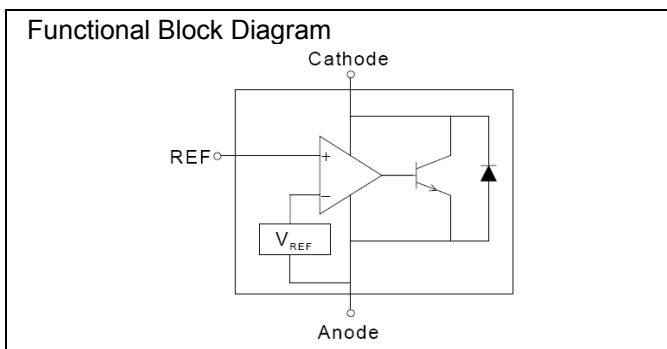 Functional Block Diagram
Cathode
REF
+
−
VREF
Anode